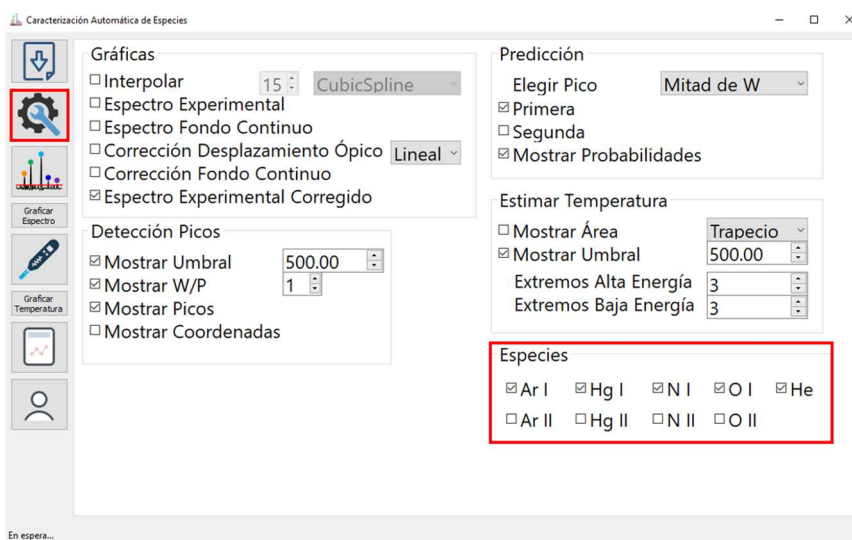 Caracterización Automática de Especies
Gráficas
Interpolar 15 CubicSpline
Espectro Experimental
Espectro Fondo Continuo
Corrección Desplazamiento Ópico Lineal
Corrección Fondo Continuo
Espectro Experimental Corregido
Detección Picos
Mostrar Umbral 500.00
Mostrar W/P 1
Mostrar Picos
Mostrar Coordenadas
Predicción
Elegir Pico Mitad de W
Primera
Segunda
Mostrar Probabilidades
Estimar Temperatura
Mostrar Área Trapecio
Mostrar Umbral 500.00
Extremos Alta Energía 3
Extremos Baja Energía 3
Especies
Ar I Hg I N I O I He
Ar II Hg II N II O II
Graficar
Espectro
Graficar
Temperatura
En espera...